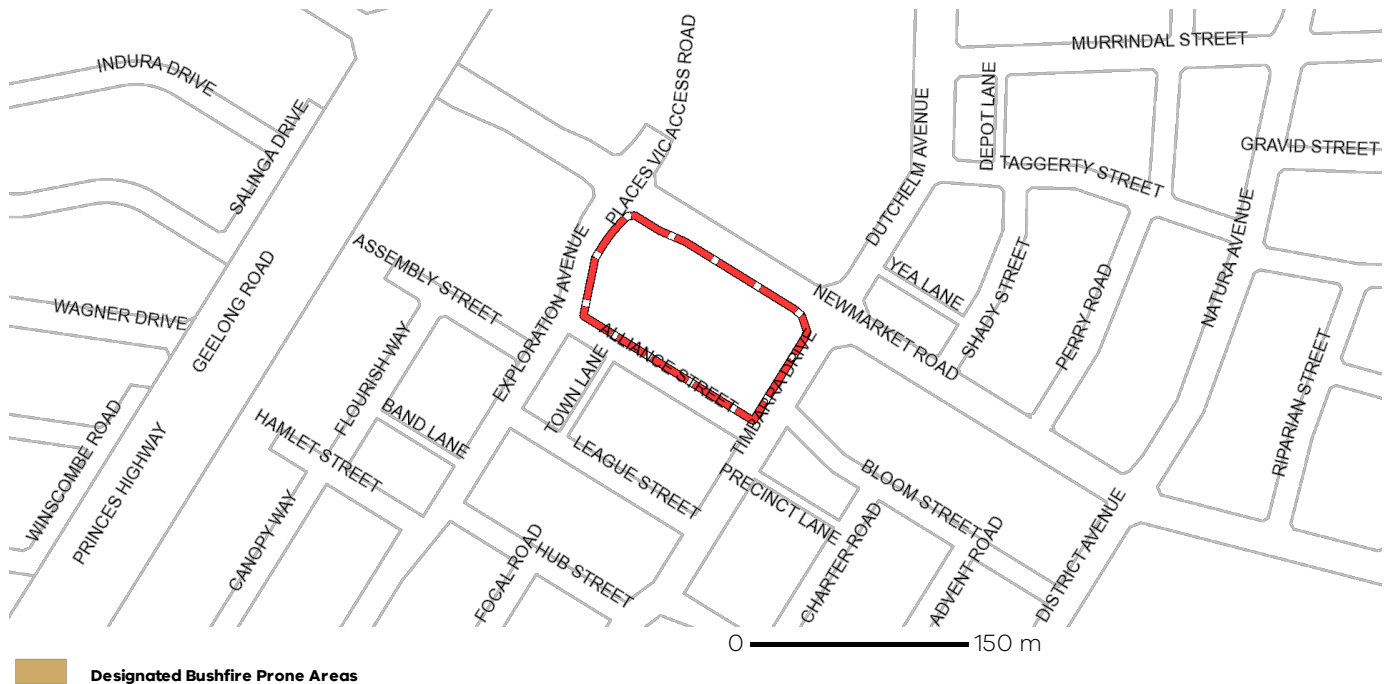 MURRINDAL STREET
INDURA DRIVE
PLACES VIC ACCESS ROAD
DEPOT LANE
DUTCHELM AVENUE
SALINGA DRIVE
GRAVID STREET
TAGGERTY STREET
NATURA AVENUE
ASSEMBLY STREET
EXPLORATION AVENUE
YEA LANE
SHADY STREET
PERRY ROAD
WAGNER DRIVE
GEELONG ROAD
NEWMARKET ROAD
ALLIANCE STREET
TIMBARRA DRIVE
FLOURISH WAY
TOWN LANE
RIPARIAN STREET
BAND LANE
HAMLET STREET
LEAGUE STREET
WINSCOMBE ROAD
PRINCES HIGHWAY
PRECINCT LANE
BLOOM STREET
CANOPY WAY
FOCAL ROAD
HUB STREET
CHARTER ROAD
ADVENT ROAD
DISTRICT AVENUE
0 150 m
Designated Bushfire Prone Areas